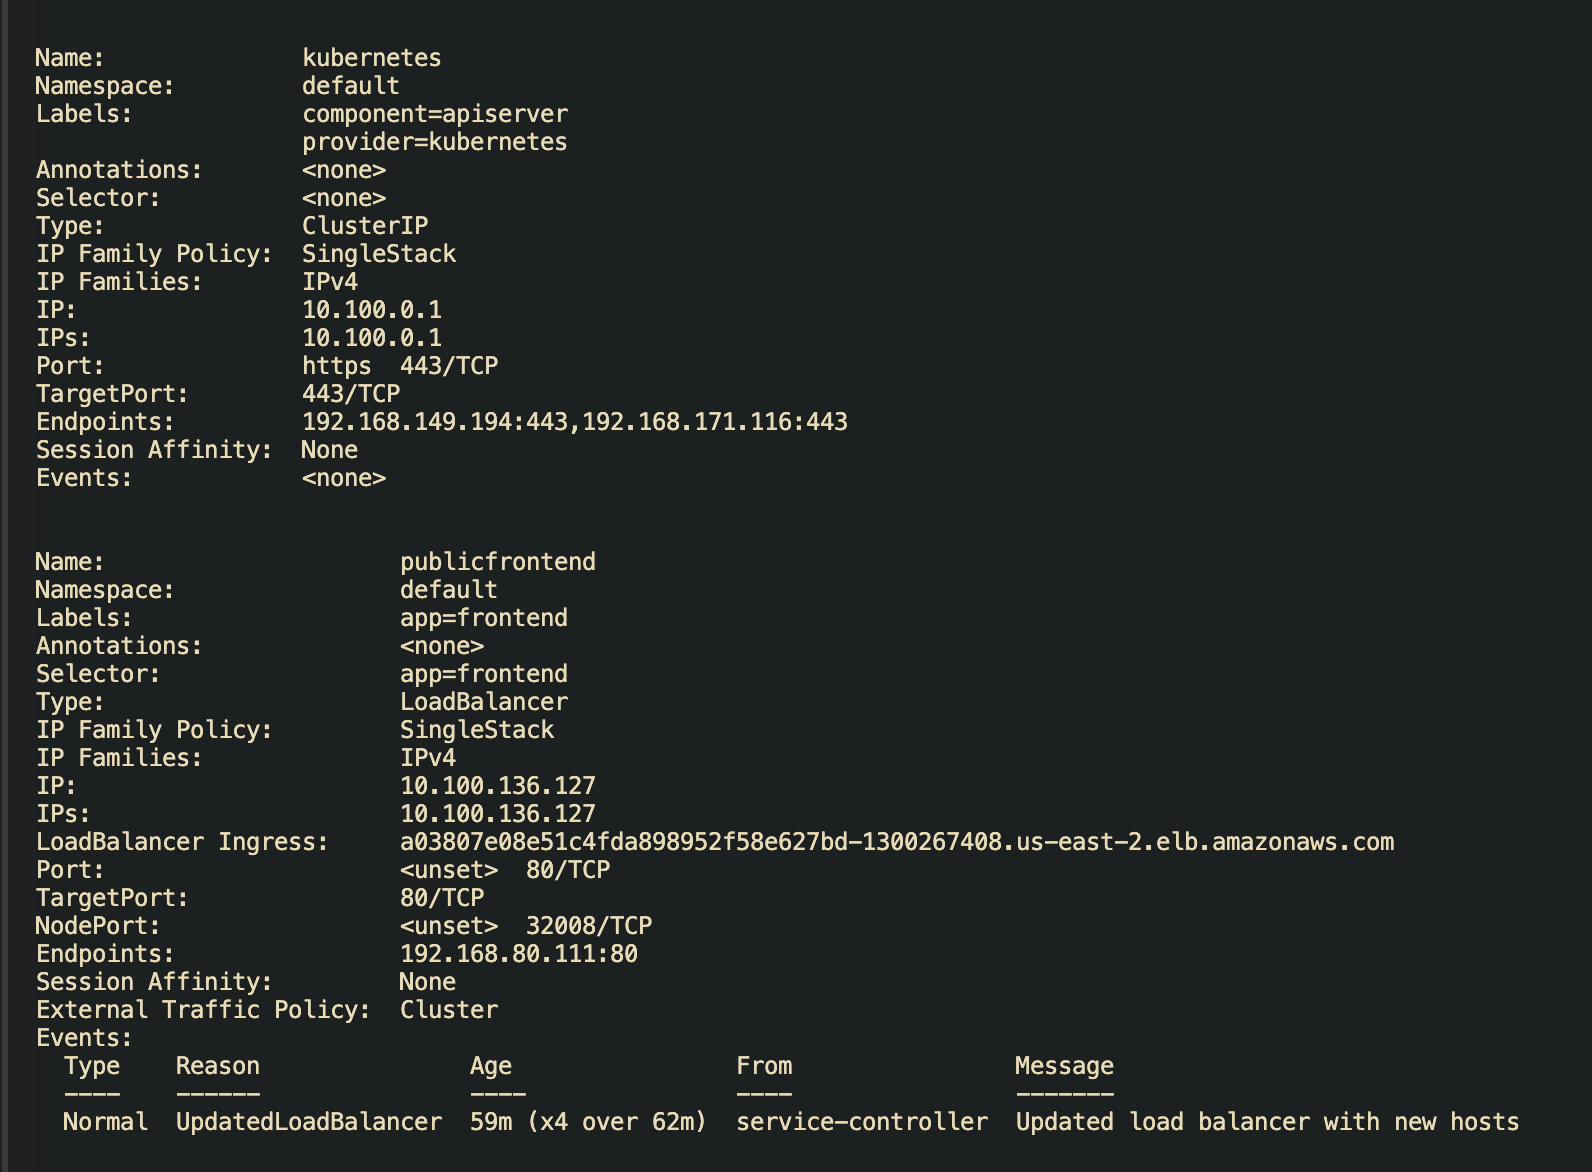 Name:              kubernetes
Namespace:         default
Labels:            component=apiserver
                   provider=kubernetes
Annotations:       <none>
Selector:          <none>
Type:              ClusterIP
IP Family Policy:  SingleStack
IP Families:       IPv4
IP:                10.100.0.1
IPs:               10.100.0.1
Port:              https  443/TCP
TargetPort:        443/TCP
Endpoints:         192.168.149.194:443,192.168.171.116:443
Session Affinity:  None
Events:            <none>
Name:                     publicfrontend
Namespace:                default
Labels:                   app=frontend
Annotations:              <none>
Selector:                 app=frontend
Type:                     LoadBalancer
IP Family Policy:         SingleStack
IP Families:              IPv4
IP:                       10.100.136.127
IPs:                      10.100.136.127
LoadBalancer Ingress:     a03807e08e51c4fda898952f58e627bd-1300267408.us-east-2.elb.amazonaws.com
Port:                     <unset>  80/TCP
TargetPort:               80/TCP
NodePort:                 <unset>  32008/TCP
Endpoints:                192.168.80.111:80
Session Affinity:         None
External Traffic Policy:  Cluster
Events:
  Type    Reason               Age                From                Message
  ----    ------               ----               ----                -------
  Normal  UpdatedLoadBalancer  59m (x4 over 62m)  service-controller  Updated load balancer with new hosts